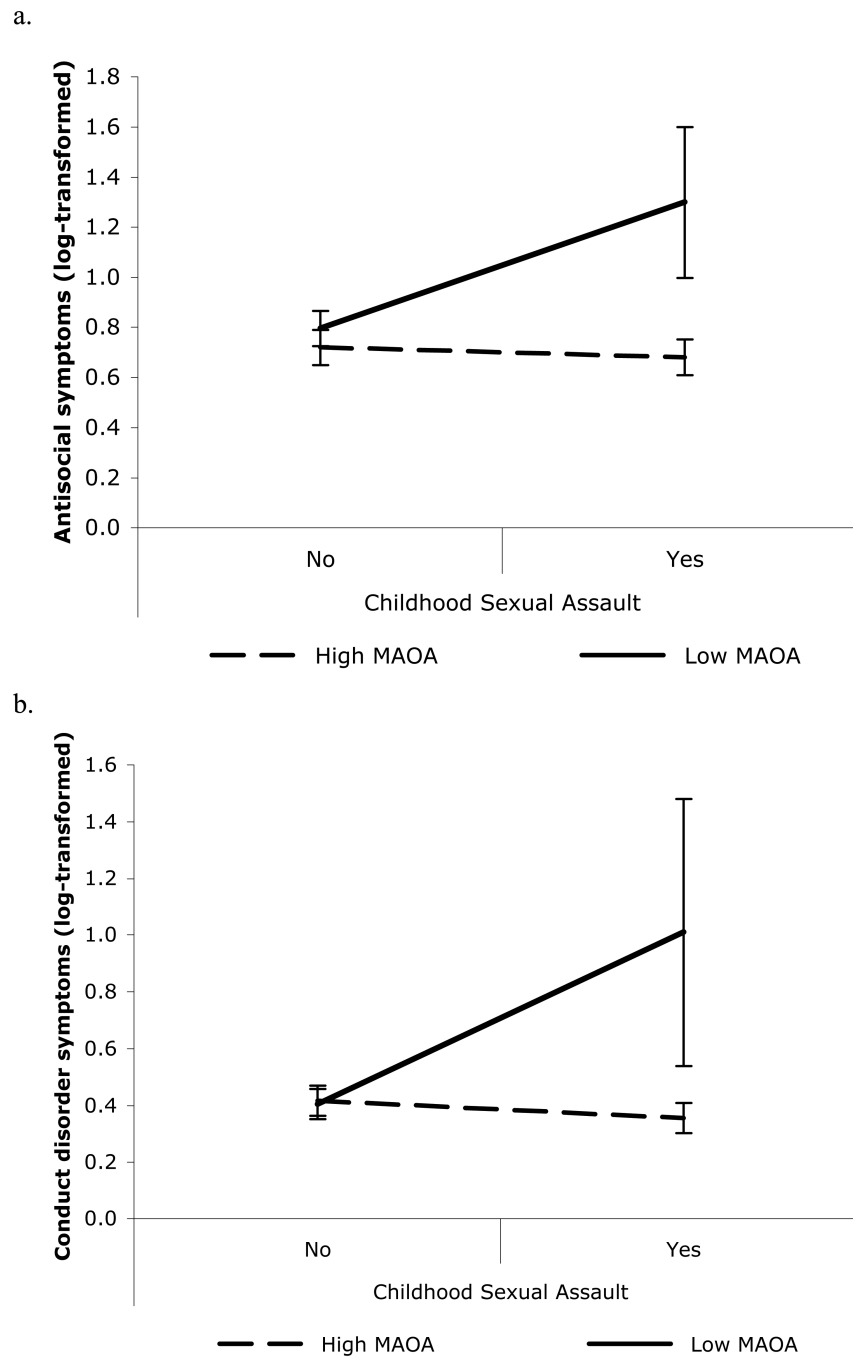 a.
Antisocial symptoms (log-transformed)
1.8
1.6
1.4
1.2
1.0
0.8
0.6
0.4
0.2
0.0
No Yes
Childhood Sexual Assault
High MAOA Low MAOA
b.
Conduct disorder symptoms (log-transformed)
1.6
1.4
1.2
1.0
0.8
0.6
0.4
0.2
0.0
No Yes
Childhood Sexual Assault
High MAOA Low MAOA